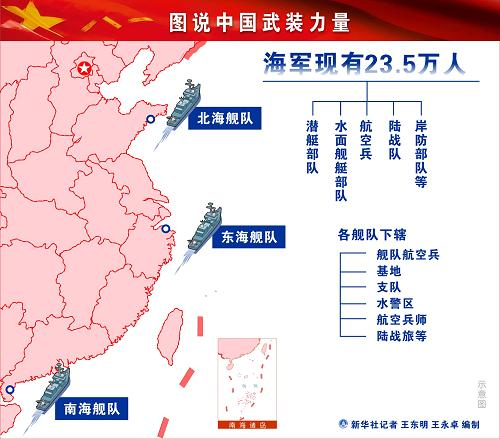 图说中国武装力量
海军现有23.5万人
潜艇部队
水面舰艇部队
航空兵
陆战队
岸防部队等
北海舰队
东海舰队
南海舰队
各舰队下辖
舰队航空兵
基地
支队
水警区
航空兵师
陆战旅等
南海诸岛
示意图
新华社记者 王东明 王永卓 编制